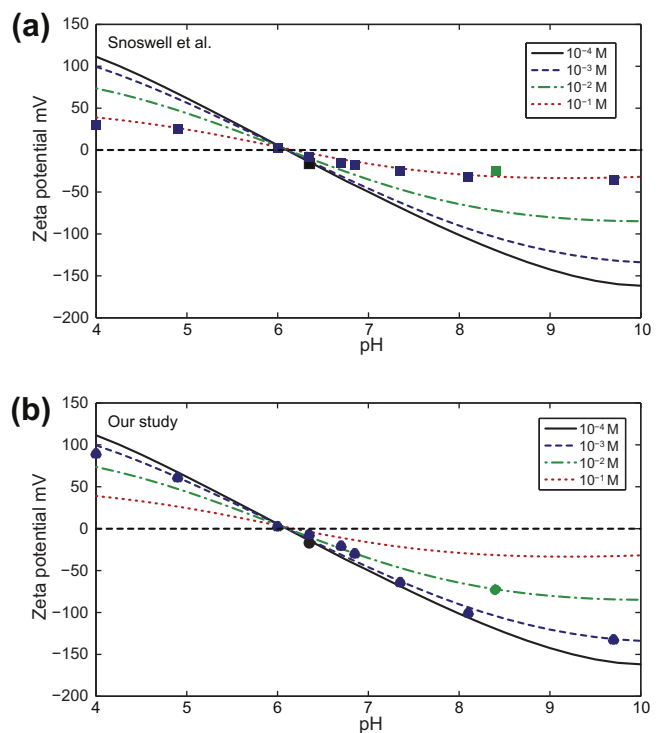 (a)
Snoswell et al.
10⁻⁴ M
10⁻³ M
10⁻² M
10⁻¹ M
Zeta potential mV
150
100
50
0
−50
−100
−150
−200
4 5 6 7 8 9 10
pH
(b)
Our study
10⁻⁴ M
10⁻³ M
10⁻² M
10⁻¹ M
Zeta potential mV
150
100
50
0
−50
−100
−150
−200
4 5 6 7 8 9 10
pH